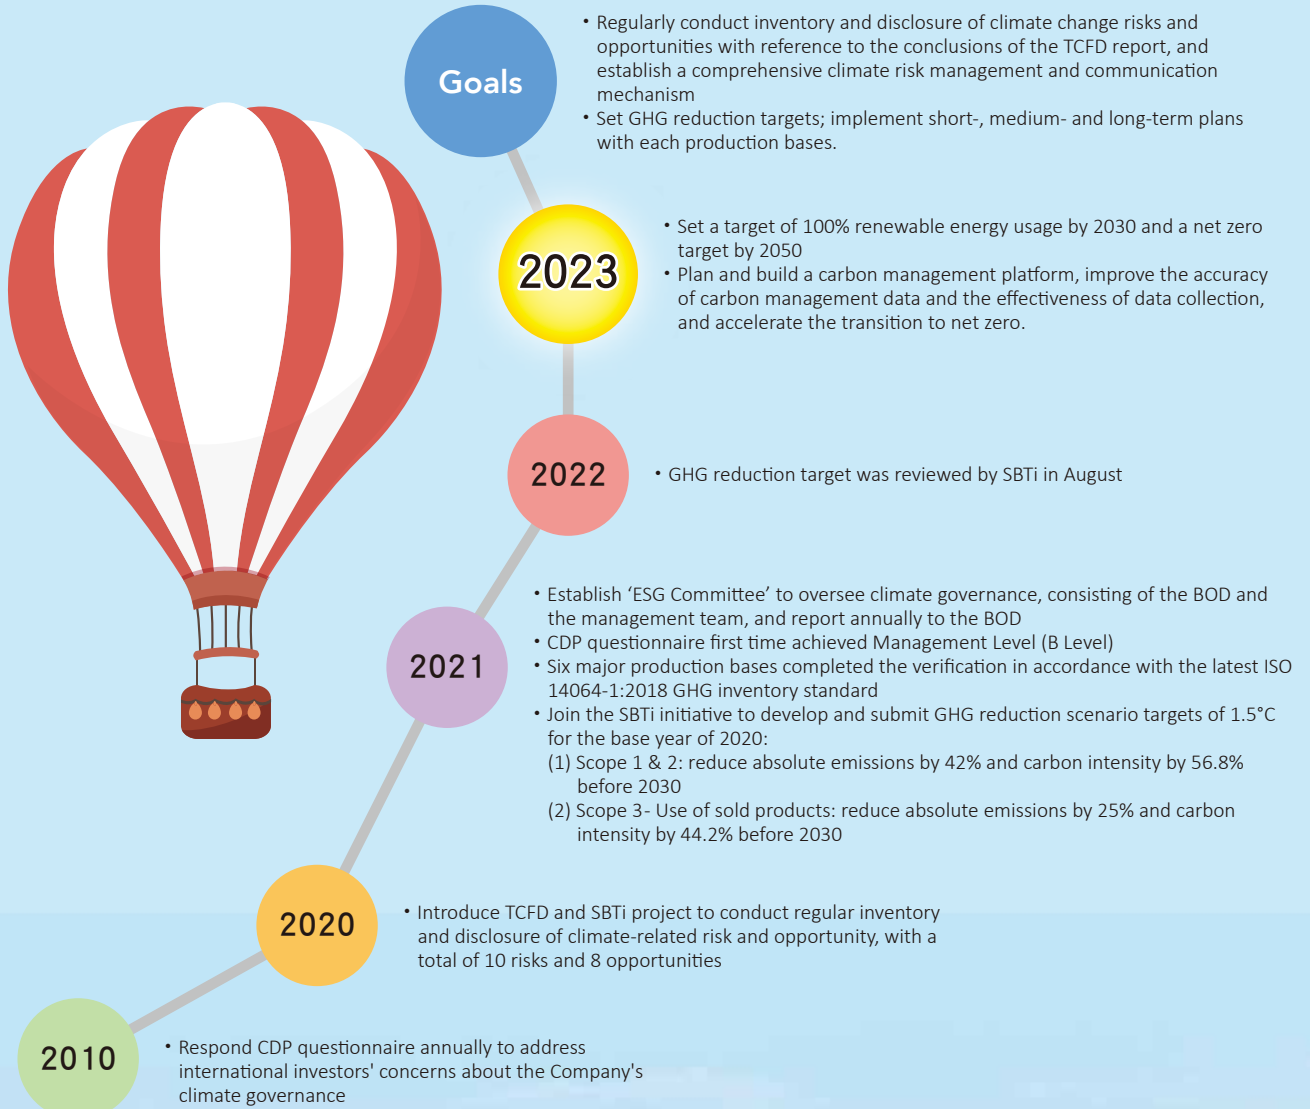 Goals
• Regularly conduct inventory and disclosure of climate change risks and
opportunities with reference to the conclusions of the TCFD report, and
establish a comprehensive climate risk management and communication
mechanism
• Set GHG reduction targets; implement short-, medium- and long-term plans
with each production bases.
2023
• Set a target of 100% renewable energy usage by 2030 and a net zero
target by 2050
• Plan and build a carbon management platform, improve the accuracy
of carbon management data and the effectiveness of data collection,
and accelerate the transition to net zero.
2022
• GHG reduction target was reviewed by SBTi in August
2021
• Establish ‘ESG Committee’ to oversee climate governance, consisting of the BOD and
the management team, and report annually to the BOD
• CDP questionnaire first time achieved Management Level (B Level)
• Six major production bases completed the verification in accordance with the latest ISO
14064-1:2018 GHG inventory standard
• Join the SBTi initiative to develop and submit GHG reduction scenario targets of 1.5°C
for the base year of 2020:
(1) Scope 1 & 2: reduce absolute emissions by 42% and carbon intensity by 56.8%
before 2030
(2) Scope 3- Use of sold products: reduce absolute emissions by 25% and carbon
intensity by 44.2% before 2030
2020
• Introduce TCFD and SBTi project to conduct regular inventory
and disclosure of climate-related risk and opportunity, with a
total of 10 risks and 8 opportunities
2010
• Respond CDP questionnaire annually to address
international investors' concerns about the Company's
climate governance